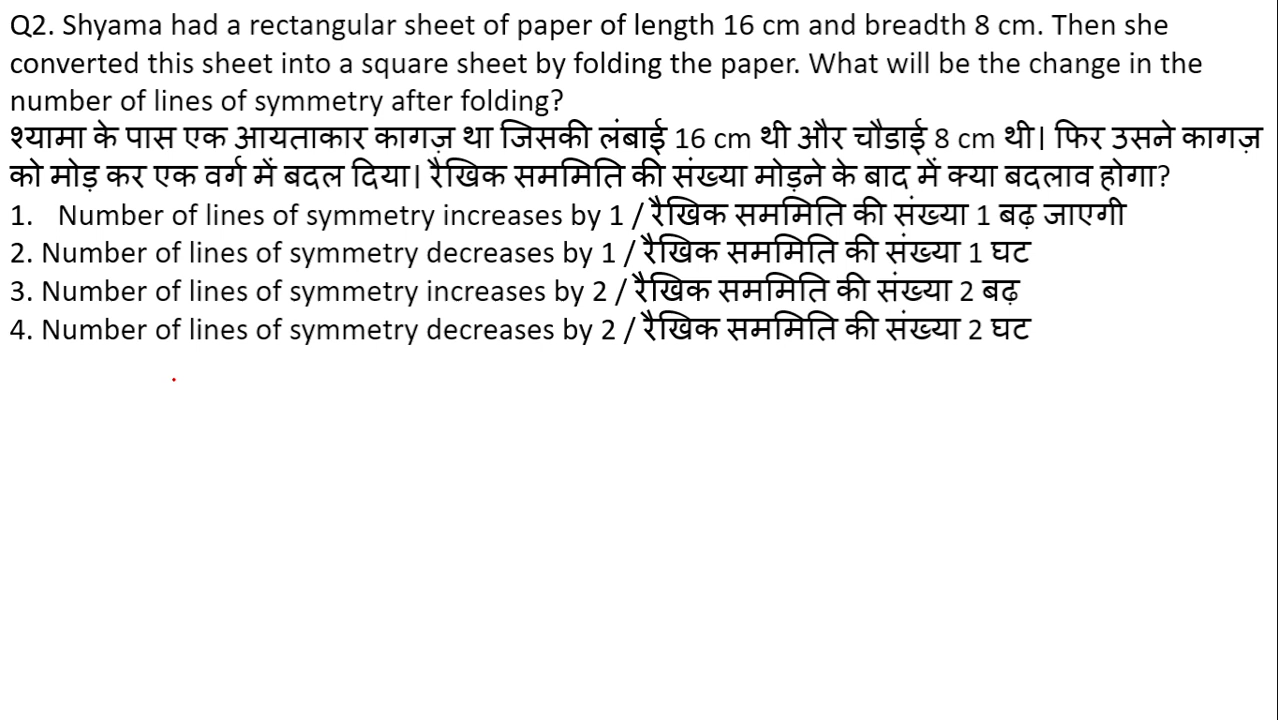 Q2. Shyama had a rectangular sheet of paper of length 16 cm and breadth 8 cm. Then she
converted this sheet into a square sheet by folding the paper. What will be the change in the
number of lines of symmetry after folding?
श्यामा के पास एक आयताकार कागज़ था जिसकी लंबाई 16 cm थी और चौडाई 8 cm थी| फिर उसने कागज़
को मोड़ कर एक वर्ग में बदल दिया| रैखिक सममिति की संख्या मोड़ने के बाद में क्या बदलाव होगा?
1. Number of lines of symmetry increases by 1 / रैखिक सममिति की संख्या 1 बढ़ जाएगी
2. Number of lines of symmetry decreases by 1 / रैखिक सममिति की संख्या 1 घट
3. Number of lines of symmetry increases by 2 / रैखिक सममिति की संख्या 2 बढ़
4. Number of lines of symmetry decreases by 2 / रैखिक सममिति की संख्या 2 घट